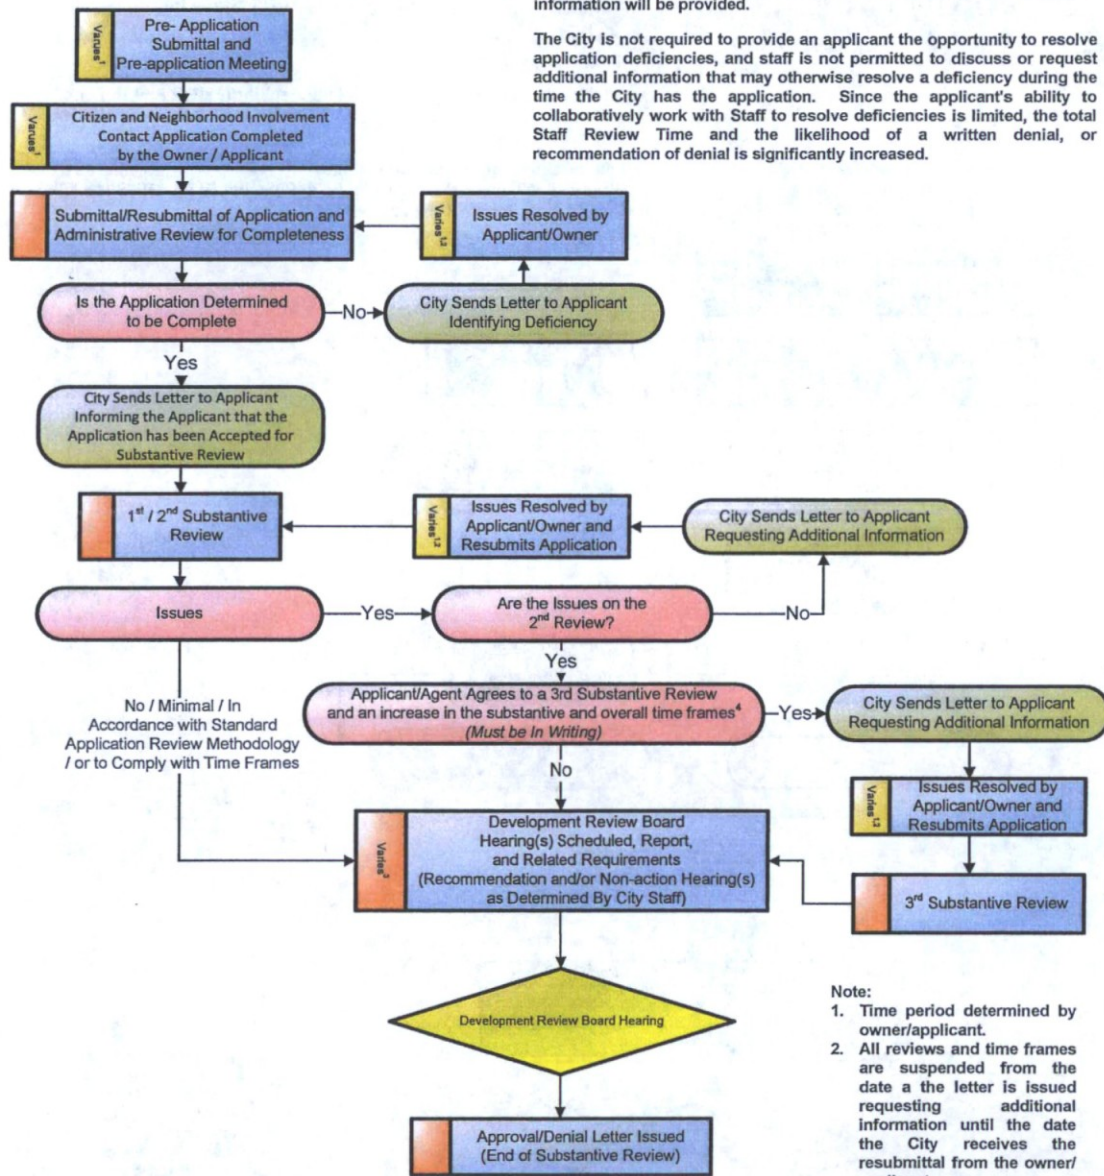 information will be provided.
The City is not required to provide an applicant the opportunity to resolve
application deficiencies, and staff is not permitted to discuss or request
additional information that may otherwise resolve a deficiency during the
time the City has the application. Since the applicant's ability to
collaboratively work with Staff to resolve deficiencies is limited, the total
Staff Review Time and the likelihood of a written denial, or
recommendation of denial is significantly increased.
Varies¹
Pre- Application
Submittal and
Pre-application Meeting
Varies¹
Citizen and Neighborhood Involvement
Contact Application Completed
by the Owner / Applicant
Submittal/Resubmittal of Application and
Administrative Review for Completeness
Varies¹,²
Issues Resolved by
Applicant/Owner
Is the Application Determined
to be Complete
No
City Sends Letter to Applicant
Identifying Deficiency
Yes
City Sends Letter to Applicant
Informing the Applicant that the
Application has been Accepted for
Substantive Review
1st / 2nd Substantive
Review
Varies¹,²
Issues Resolved by
Applicant/Owner and
Resubmits Application
City Sends Letter to Applicant
Requesting Additional Information
Issues
Yes
Are the Issues on the
2nd Review?
No
Yes
No / Minimal / In
Accordance with Standard
Application Review Methodology
/ or to Comply with Time Frames
Applicant/Agent Agrees to a 3rd Substantive Review
and an increase in the substantive and overall time frames⁴
(Must be In Writing)
Yes
City Sends Letter to Applicant
Requesting Additional Information
No
Varies¹,²
Issues Resolved by
Applicant/Owner and
Resubmits Application
Varies³
Development Review Board
Hearing(s) Scheduled, Report,
and Related Requirements
(Recommendation and/or Non-action Hearing(s)
as Determined By City Staff)
3rd Substantive Review
Development Review Board Hearing
Approval/Denial Letter Issued
(End of Substantive Review)
Note:
1. Time period determined by
owner/applicant.
2. All reviews and time frames
are suspended from the
date a the letter is issued
requesting additional
information until the date
the City receives the
resubmittal from the owner/